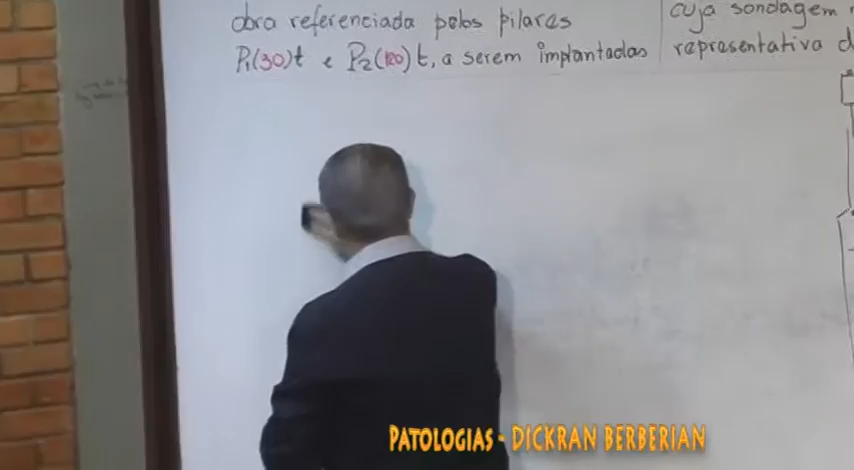 obra referenciada pelos pilares
P1(30)t e P2(120)t, a serem implantadas
cuja sondagem
representativa d
PATOLOGIAS - DICKRAN BERBERIAN